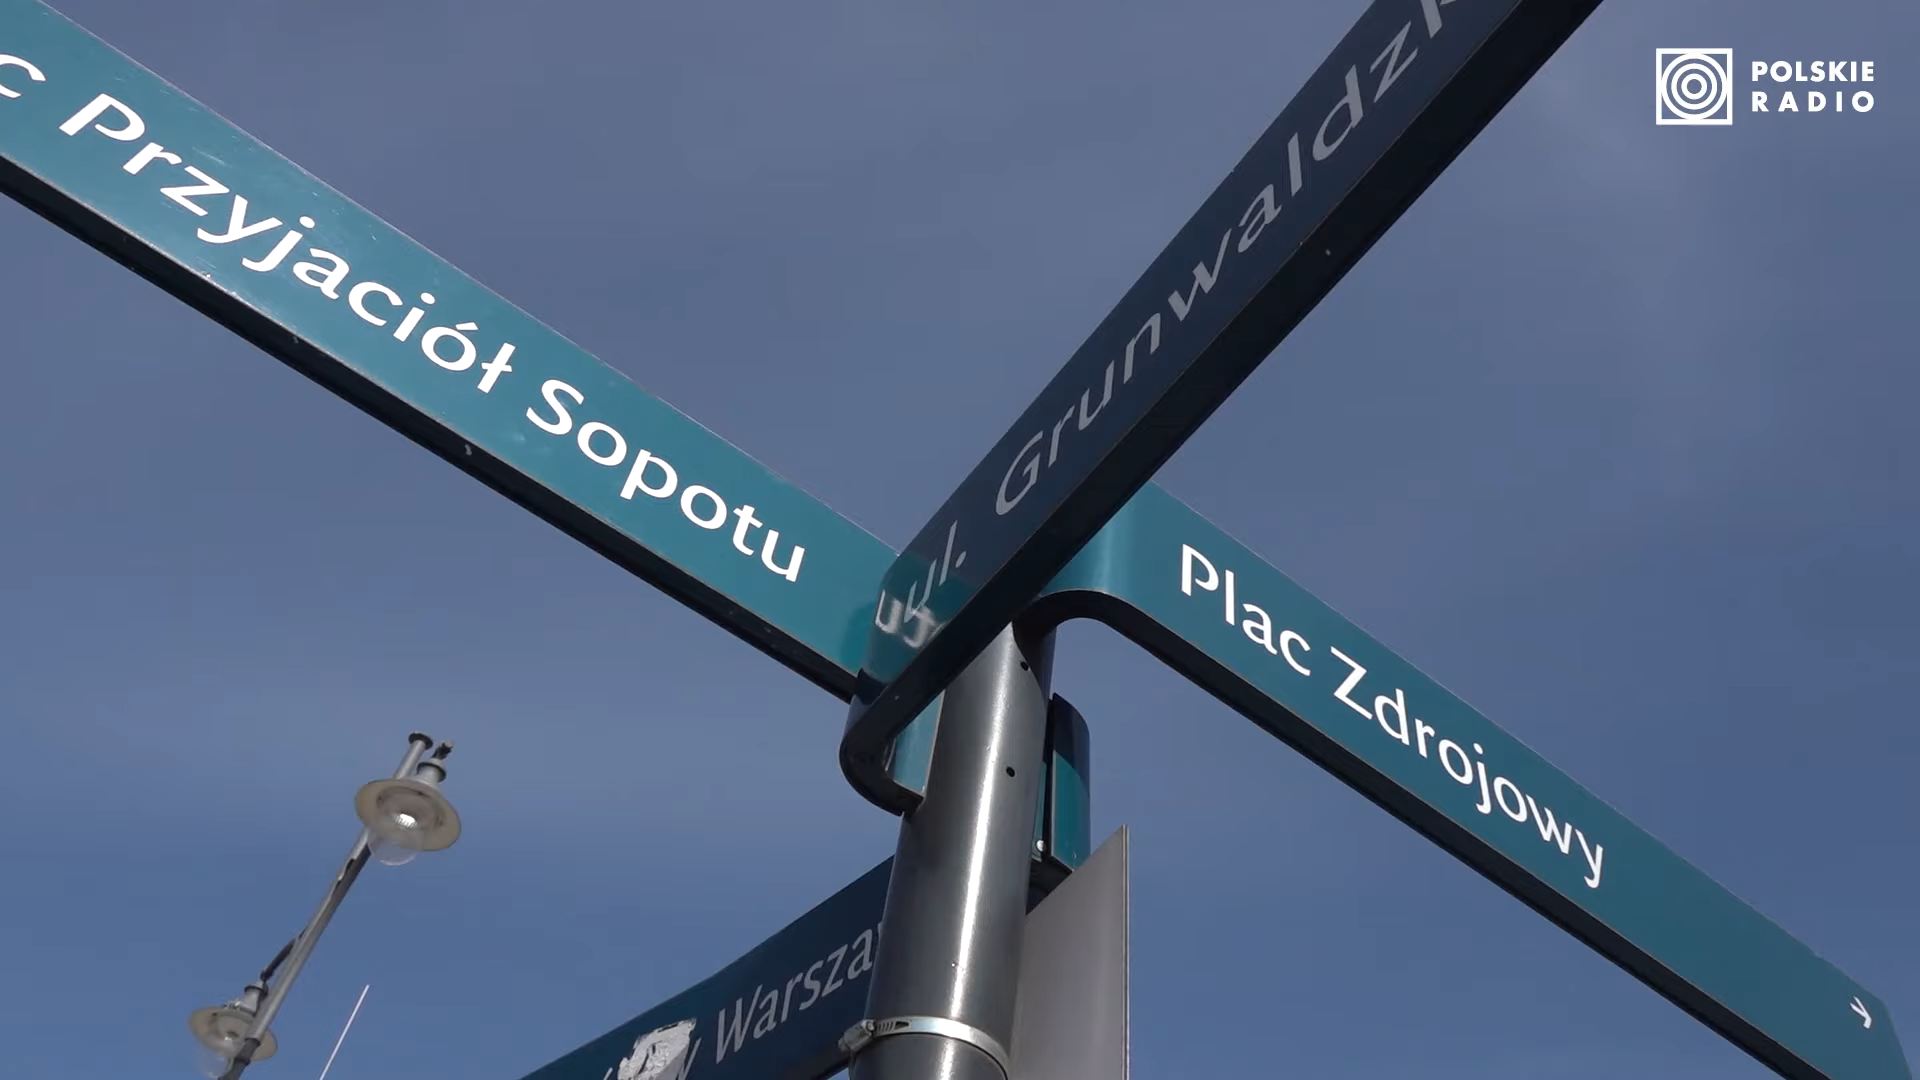 c Przyjaciół Sopotu
ul. Grunwaldzk
Plac Zdrojowy
Warsza
POLSKIE
RADIO